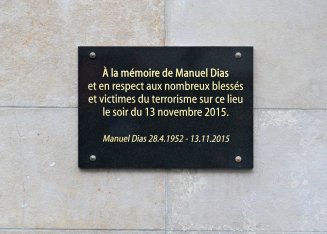 À la mémoire de Manuel Dias
et en respect aux nombreux blessés
et victimes du terrorisme sur ce lieu
le soir du 13 novembre 2015.
Manuel Dias 28.4.1952 - 13.11.2015